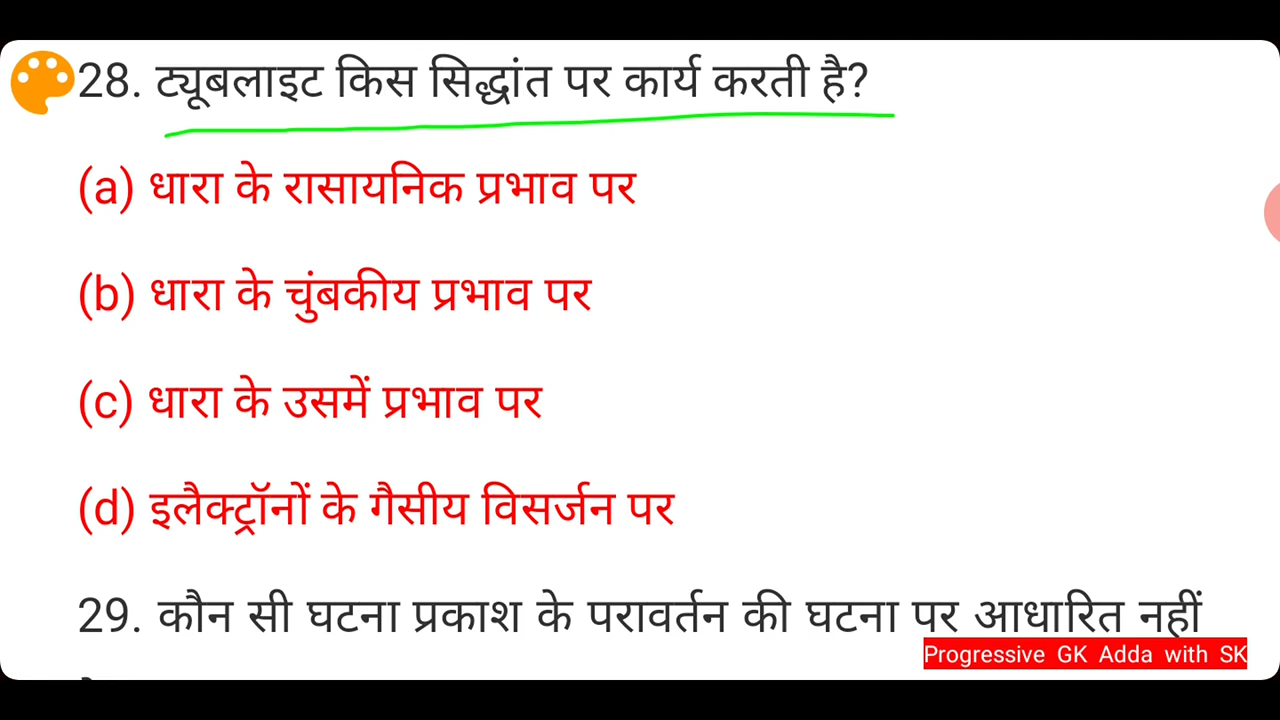 28. ट्यूबलाइट किस सिद्धांत पर कार्य करती है?
(a) धारा के रासायनिक प्रभाव पर
(b) धारा के चुंबकीय प्रभाव पर
(c) धारा के उसमें प्रभाव पर
(d) इलैक्ट्रॉनों के गैसीय विसर्जन पर
29. कौन सी घटना प्रकाश के परावर्तन की घटना पर आधारित नहीं
Progressive GK Adda with SK